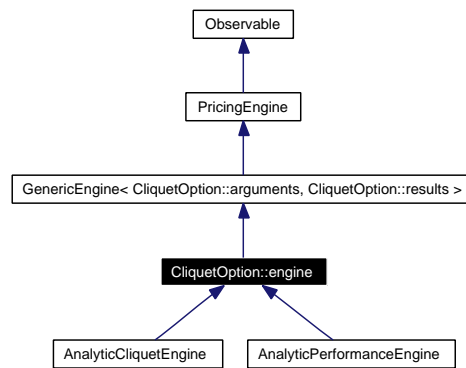 Observable
PricingEngine
GenericEngine< CliquetOption::arguments, CliquetOption::results >
CliquetOption::engine
AnalyticCliquetEngine
AnalyticPerformanceEngine